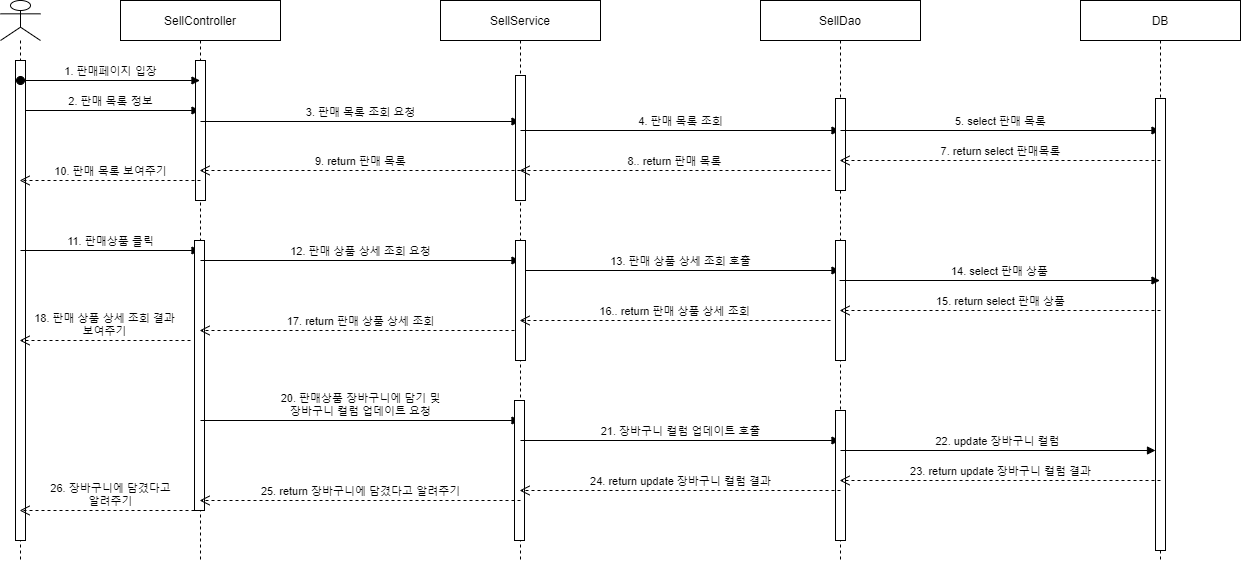 SellController
SellService
SellDao
DB
1. 판매페이지 입장
2. 판매 목록 정보
3. 판매 목록 조회 요청
4. 판매 목록 조회
5. select 판매 목록
7. return select 판매목록
8.. return 판매 목록
9. return 판매 목록
10. 판매 목록 보여주기
11. 판매상품 클릭
12. 판매 상품 상세 조회 요청
13. 판매 상품 상세 조회 호출
14. select 판매 상품
15. return select 판매 상품
16.. return 판매 상품 상세 조회
17. return 판매 상품 상세 조회
18. 판매 상품 상세 조회 결과
보여주기
20. 판매상품 장바구니에 담기 및
장바구니 컬럼 업데이트 요청
21. 장바구니 컬럼 업데이트 호출
22. update 장바구니 컬럼
23. return update 장바구니 컬럼 결과
24. return update 장바구니 컬럼 결과
25. return 장바구니에 담겼다고 알려주기
26. 장바구니에 담겼다고
알려주기